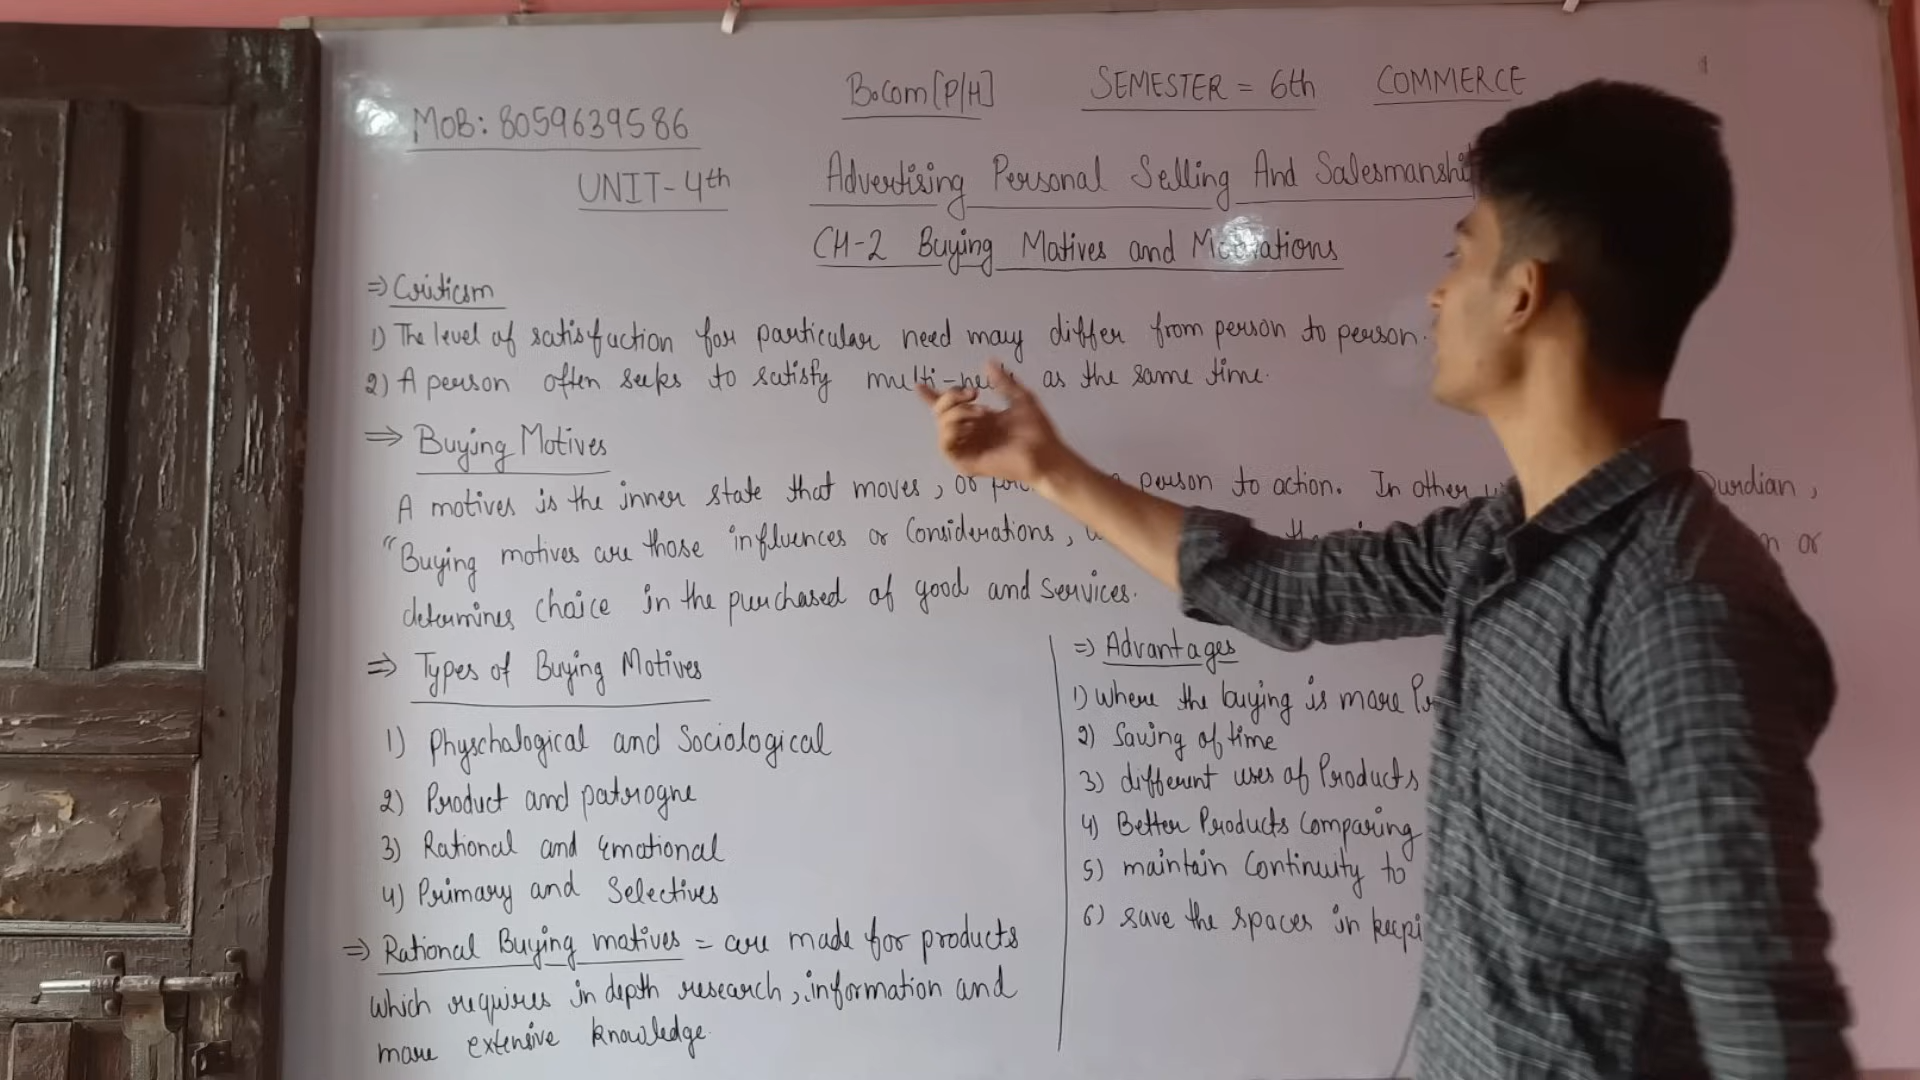 B.Com [P/H] SEMESTER = 6th COMMERCE
MOB: 8059639586
UNIT-4th Advertising Personal Selling And Salesmanshi
CH-2 Buying Motives and Motivations
⇒ Criticsm
1) The level of satisfaction for particular need may differ from person to person.
2) A person often seeks to satisfy multi- as the same time.
⇒ Buying Motives
A motives is the inner state that moves, or person to action. In other Durdian,
"Buying motives are those influences or Considerations, the or
determines choice in the purchased of good and services.
⇒ Types of Buying Motives
1) Physchological and Sociological
2) Product and patrogne
3) Rational and Emotional
4) Primary and Selectives
⇒ Rational Buying motives = are made for products
which requires in depth research, information and
more extensive knowledge.
⇒ Advantages
1) where the buying is more
2) Saving of time
3) different uses of Products
4) Better Products Comparing
5) maintain Continuity to
6) save the spaces in keepi